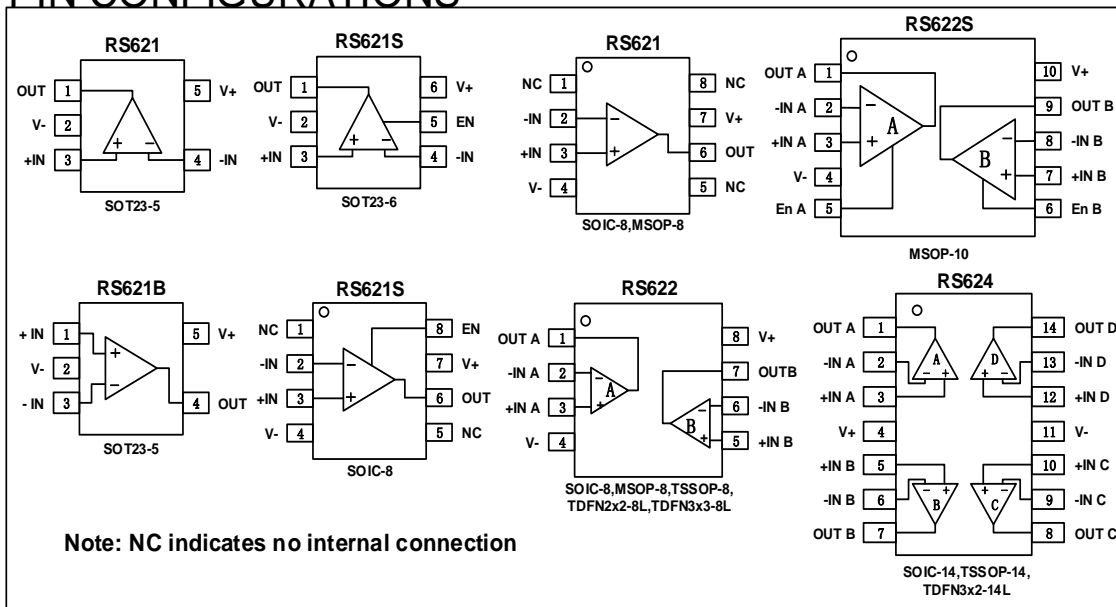 PIN CONFIGURATIONS
RS621
OUT 1
5 V+
V- 2
+IN 3
4 -IN
+ -
SOT23-5
RS621S
OUT 1
6 V+
V- 2
5 EN
+IN 3
4 -IN
+ -
SOT23-6
RS621
NC 1
8 NC
-IN 2
7 V+
+IN 3
6 OUT
V- 4
5 NC
-
+
SOIC-8,MSOP-8
RS622S
OUT A 1
10 V+
-IN A 2
9 OUT B
+IN A 3
8 -IN B
V- 4
7 +IN B
En A 5
6 En B
- + A
- + B
MSOP-10
RS621B
+ IN 1
5 V+
V- 2
- IN 3
4 OUT
+
-
SOT23-5
RS621S
NC 1
8 EN
-IN 2
7 V+
+IN 3
6 OUT
V- 4
5 NC
-
+
SOIC-8
RS622
OUT A 1
8 V+
-IN A 2
7 OUTB
+IN A 3
6 -IN B
V- 4
5 +IN B
- + A
- + B
SOIC-8,MSOP-8,TSSOP-8,
TDFN2x2-8L,TDFN3x3-8L
RS624
OUT A 1
14 OUT D
-IN A 2
13 -IN D
+IN A 3
12 +IN D
V+ 4
11 V-
+IN B 5
10 +IN C
-IN B 6
9 -IN C
OUT B 7
8 OUT C
A - +
D + -
B - +
C + -
SOIC-14,TSSOP-14,
TDFN3x2-14L
Note: NC indicates no internal connection